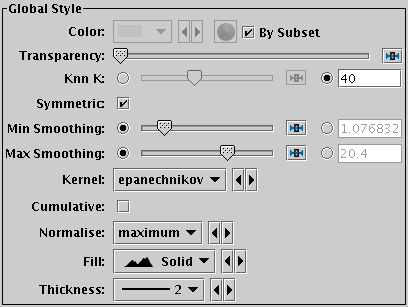 Global Style
Color: By Subset
Transparency:
Knn K: 40
Symmetric:
Min Smoothing: 1.076832
Max Smoothing: 20.4
Kernel: epanechnikov
Cumulative:
Normalise: maximum
Fill: Solid
Thickness: 2